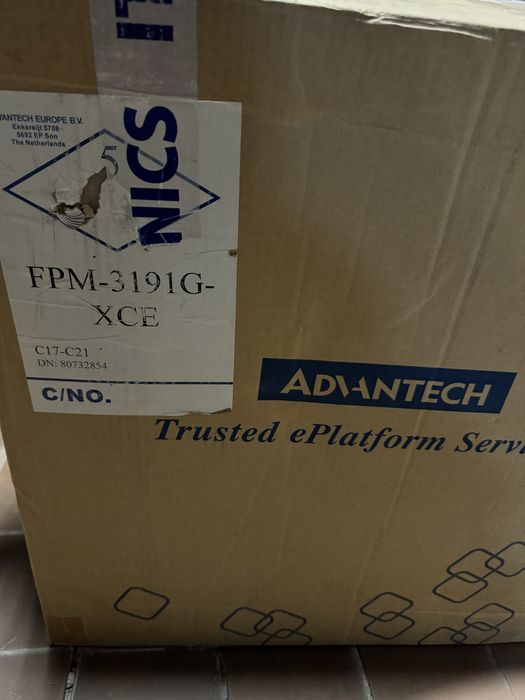 VANTECH EUROPE B.V.
Ekkersrijt 5708
5692 EP Son
The Netherlands
5
NICS
FPM-3191G-
XCE
C17-C21
DN: 80732854
C/NO.
ADVANTECH
Trusted ePlatform Servi